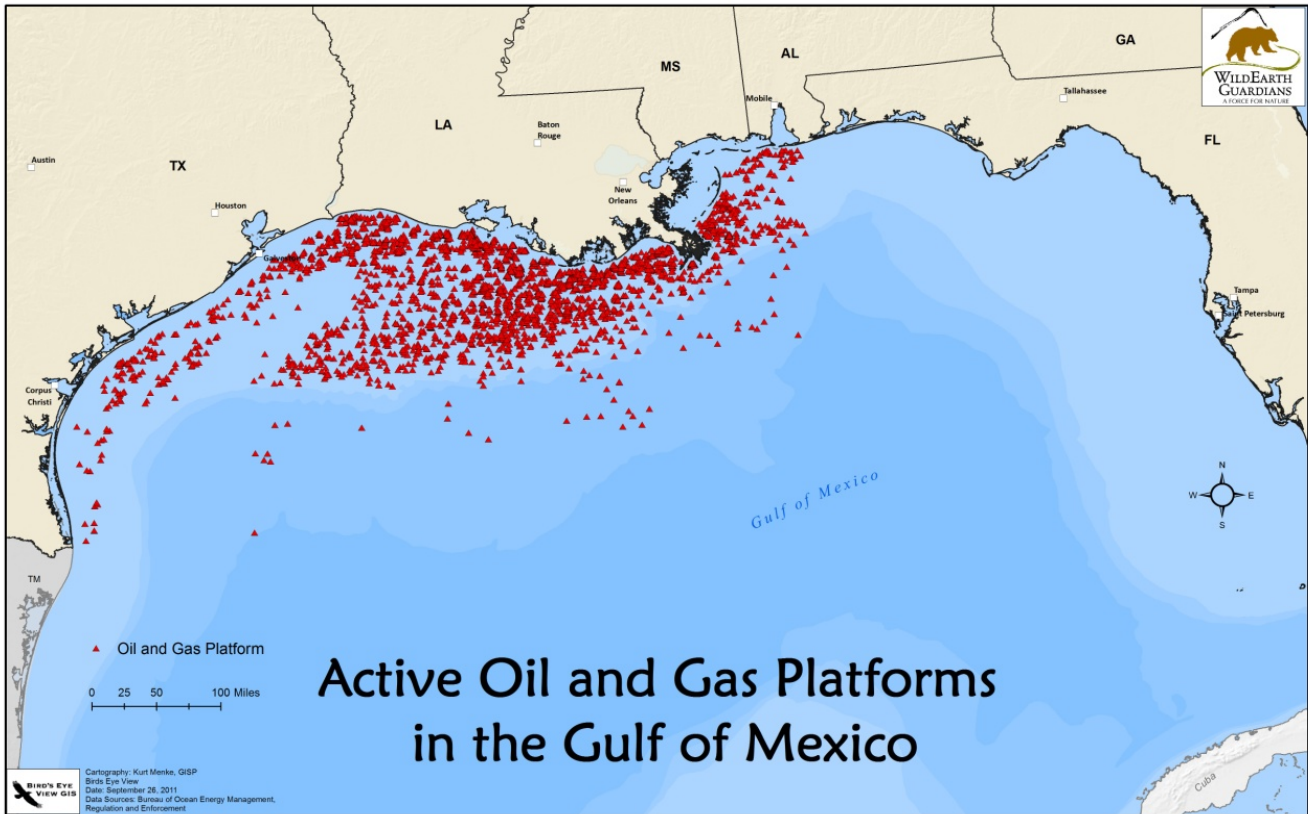 WILDEARTH
GUARDIANS
A FORCE FOR NATURE
GA
AL
MS
Tallahassee
Mobile
LA
Baton
Rouge
FL
Austin
TX
New
Orleans
Houston
Galveston
Tampa
Saint Petersburg
Corpus
Christi
N
W
E
S
Gulf of Mexico
TM
Oil and Gas Platform
0 25 50 100 Miles
Active Oil and Gas Platforms
in the Gulf of Mexico
BIRD'S EYE
VIEW GIS
Cartography: Kurt Menke, GISP
Birds Eye View
Date: September 26, 2011
Data Sources: Bureau of Ocean Energy Management,
Regulation and Enforcement
Cuba